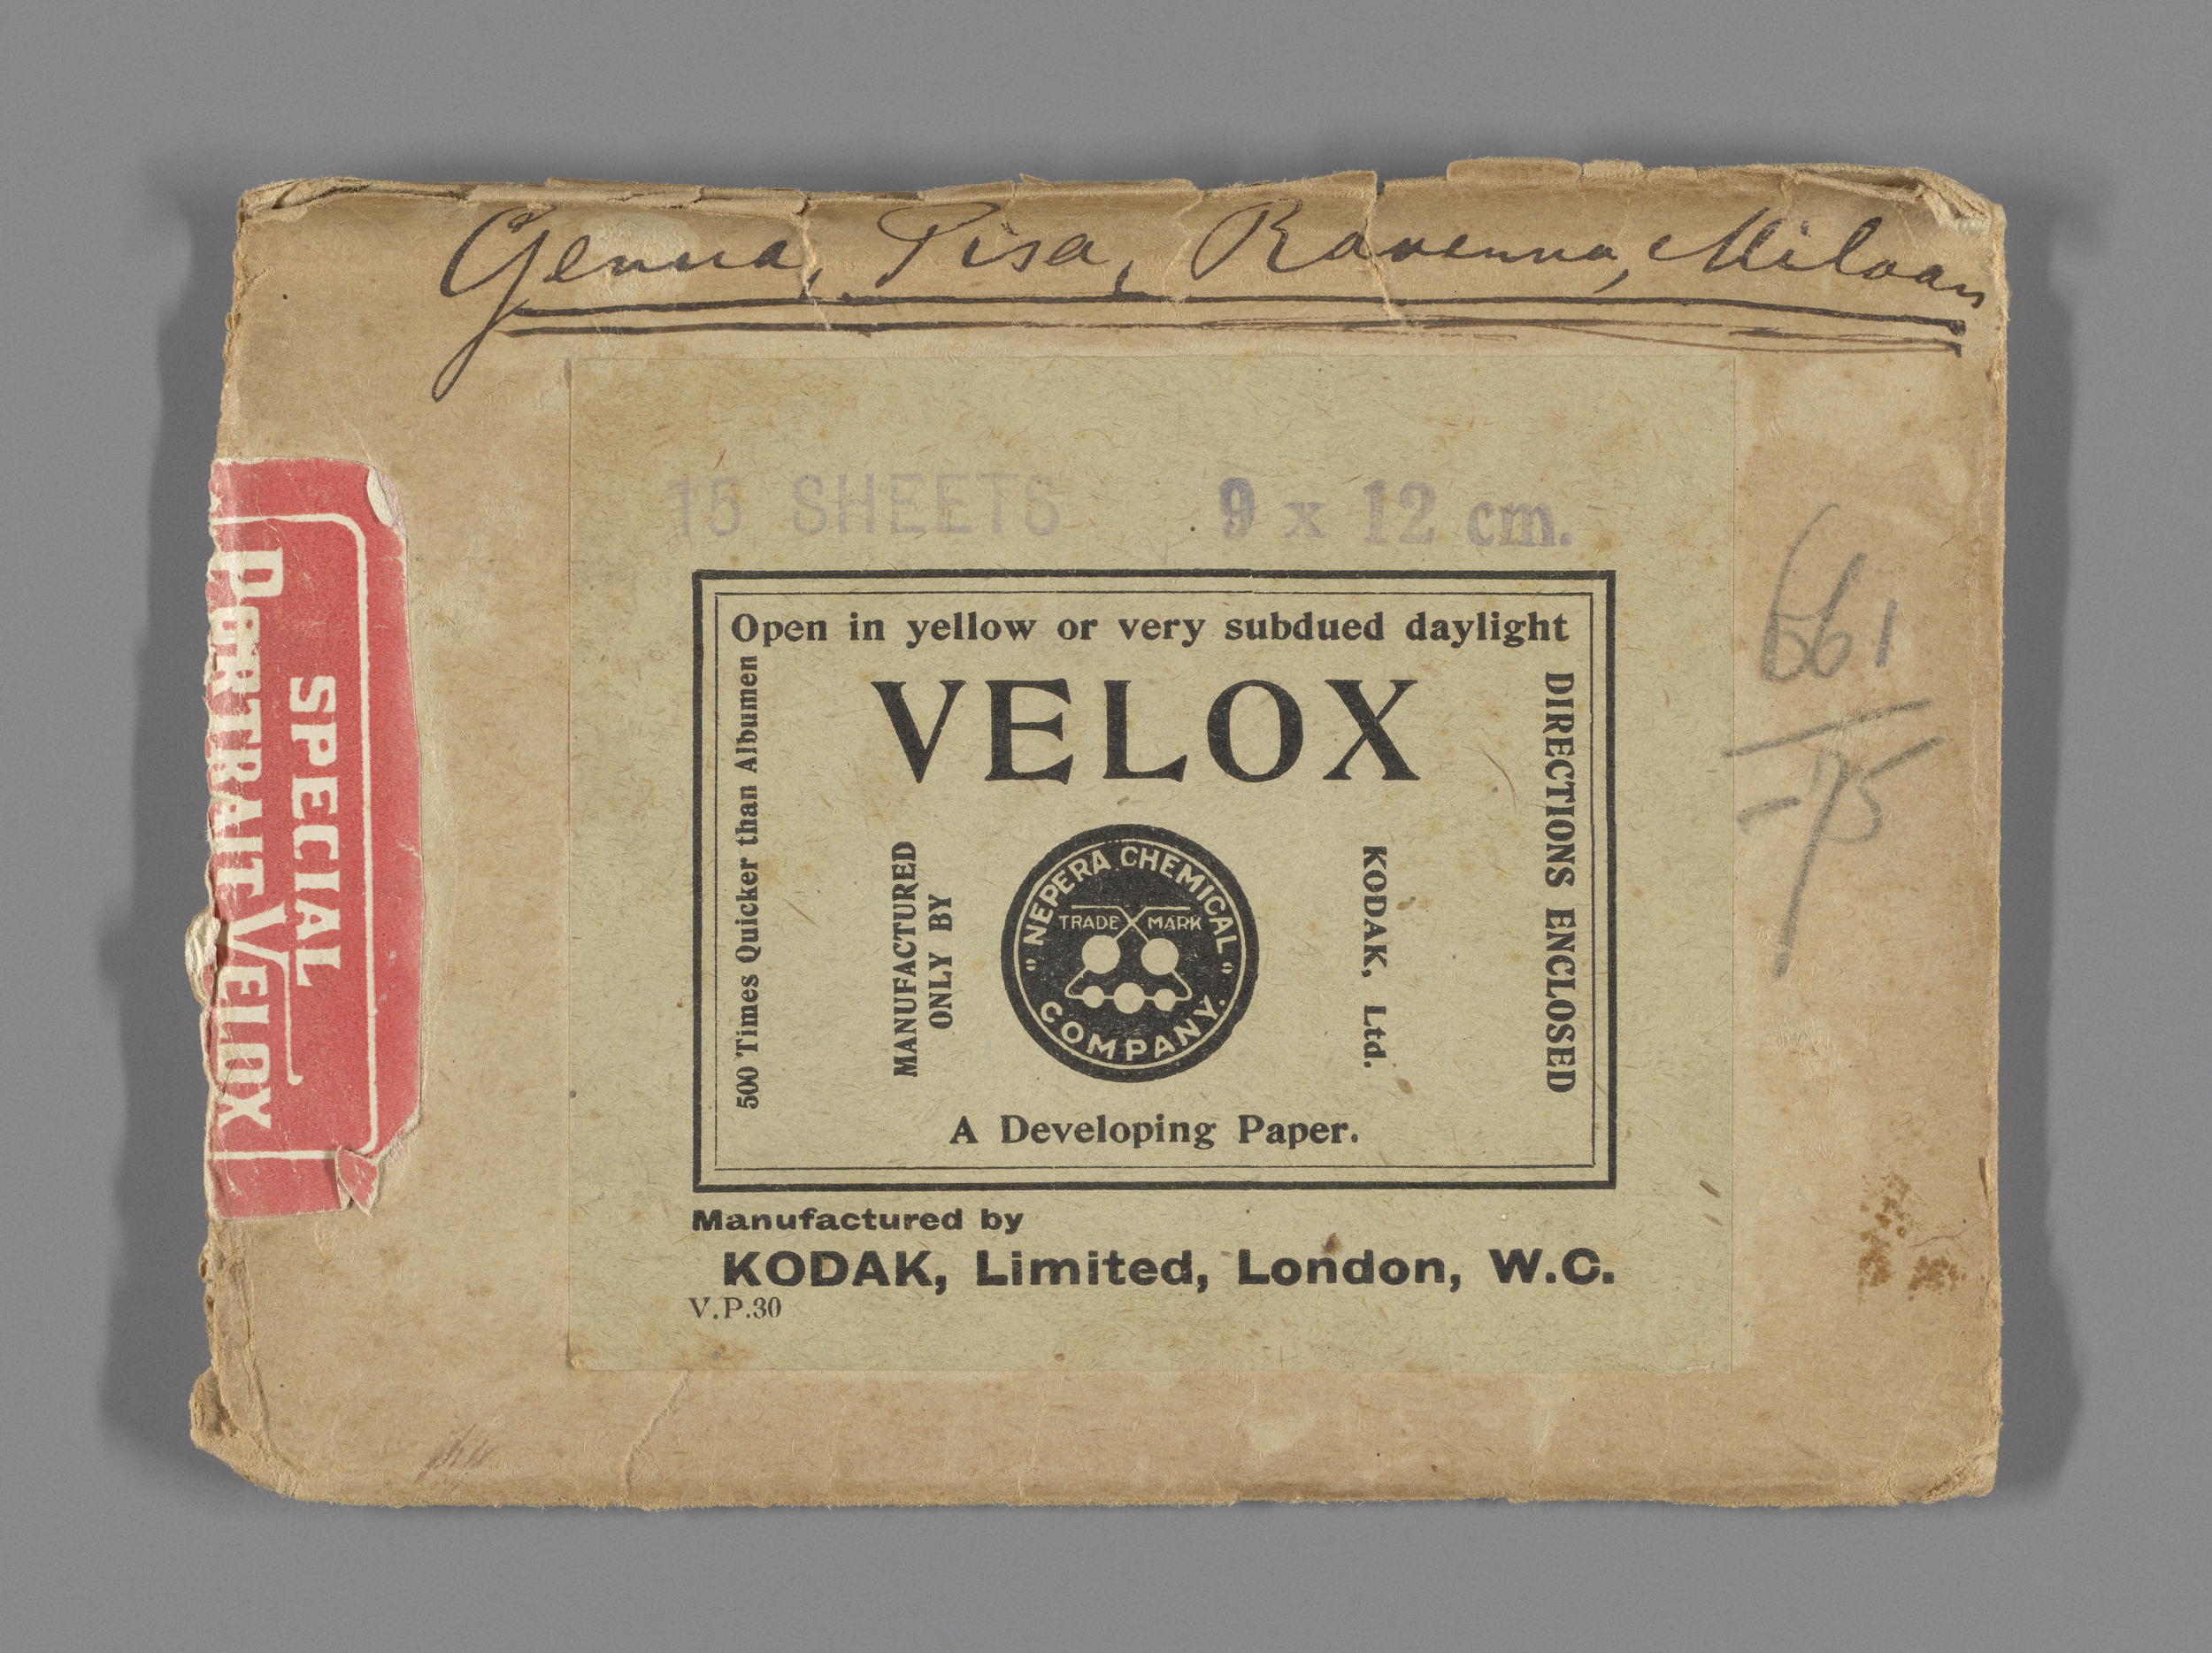 Genua, Pisa, Ravenna, Miloan
SPECIAL
PORTRAIT VELOX
15 SHEETS 9 x 12 cm.
Open in yellow or very subdued daylight
500 Times Quicker than Albumen
VELOX
DIRECTIONS ENCLOSED
MANUFACTURED
ONLY BY
NEPERA CHEMICAL
TRADE MARK
COMPANY.
KODAK, Ltd.
A Developing Paper.
Manufactured by
KODAK, Limited, London, W.C.
V.P.30
661
-75